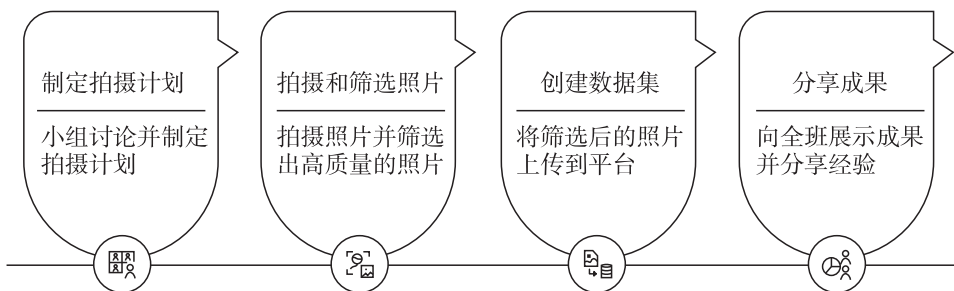 制定拍摄计划
小组讨论并制定
拍摄计划
拍摄和筛选照片
拍摄照片并筛选
出高质量的照片
创建数据集
将筛选后的照片
上传到平台
分享成果
向全班展示成果
并分享经验